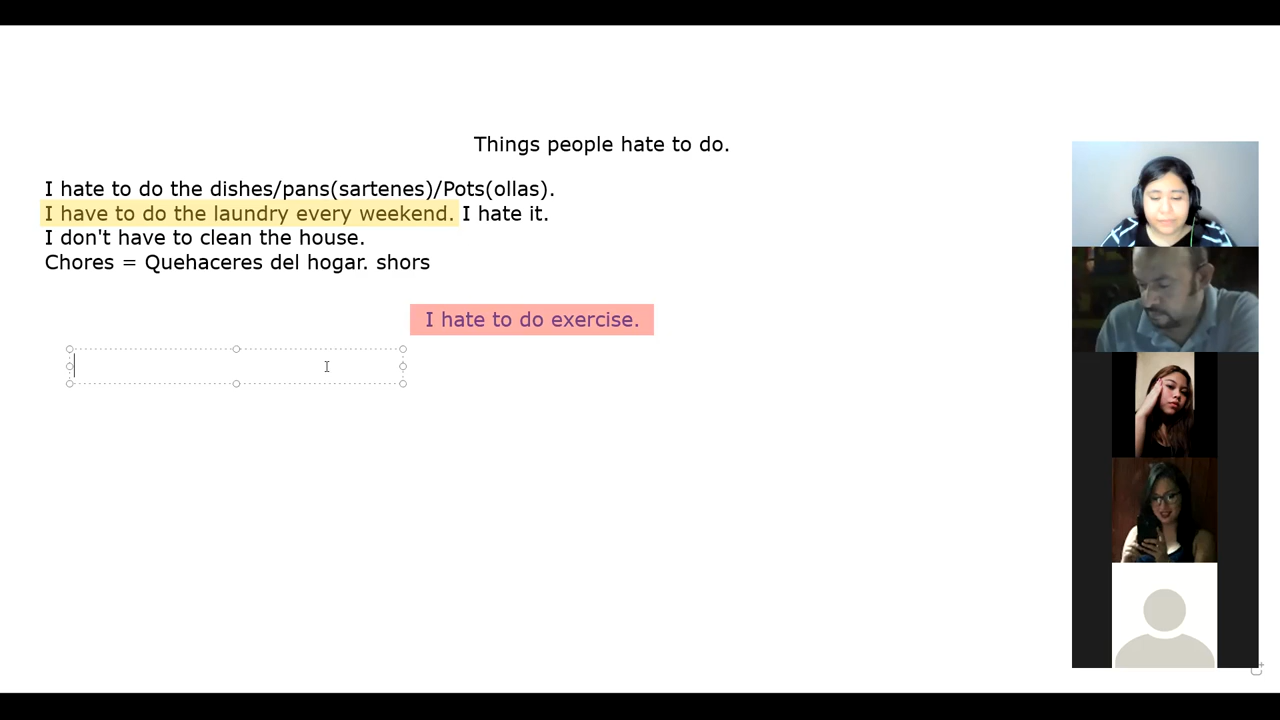 Things people hate to do.
I hate to do the dishes/pans(sartenes)/Pots(ollas).
I have to do the laundry every weekend. I hate it.
I don't have to clean the house.
Chores = Quehaceres del hogar. shors
I hate to do exercise.